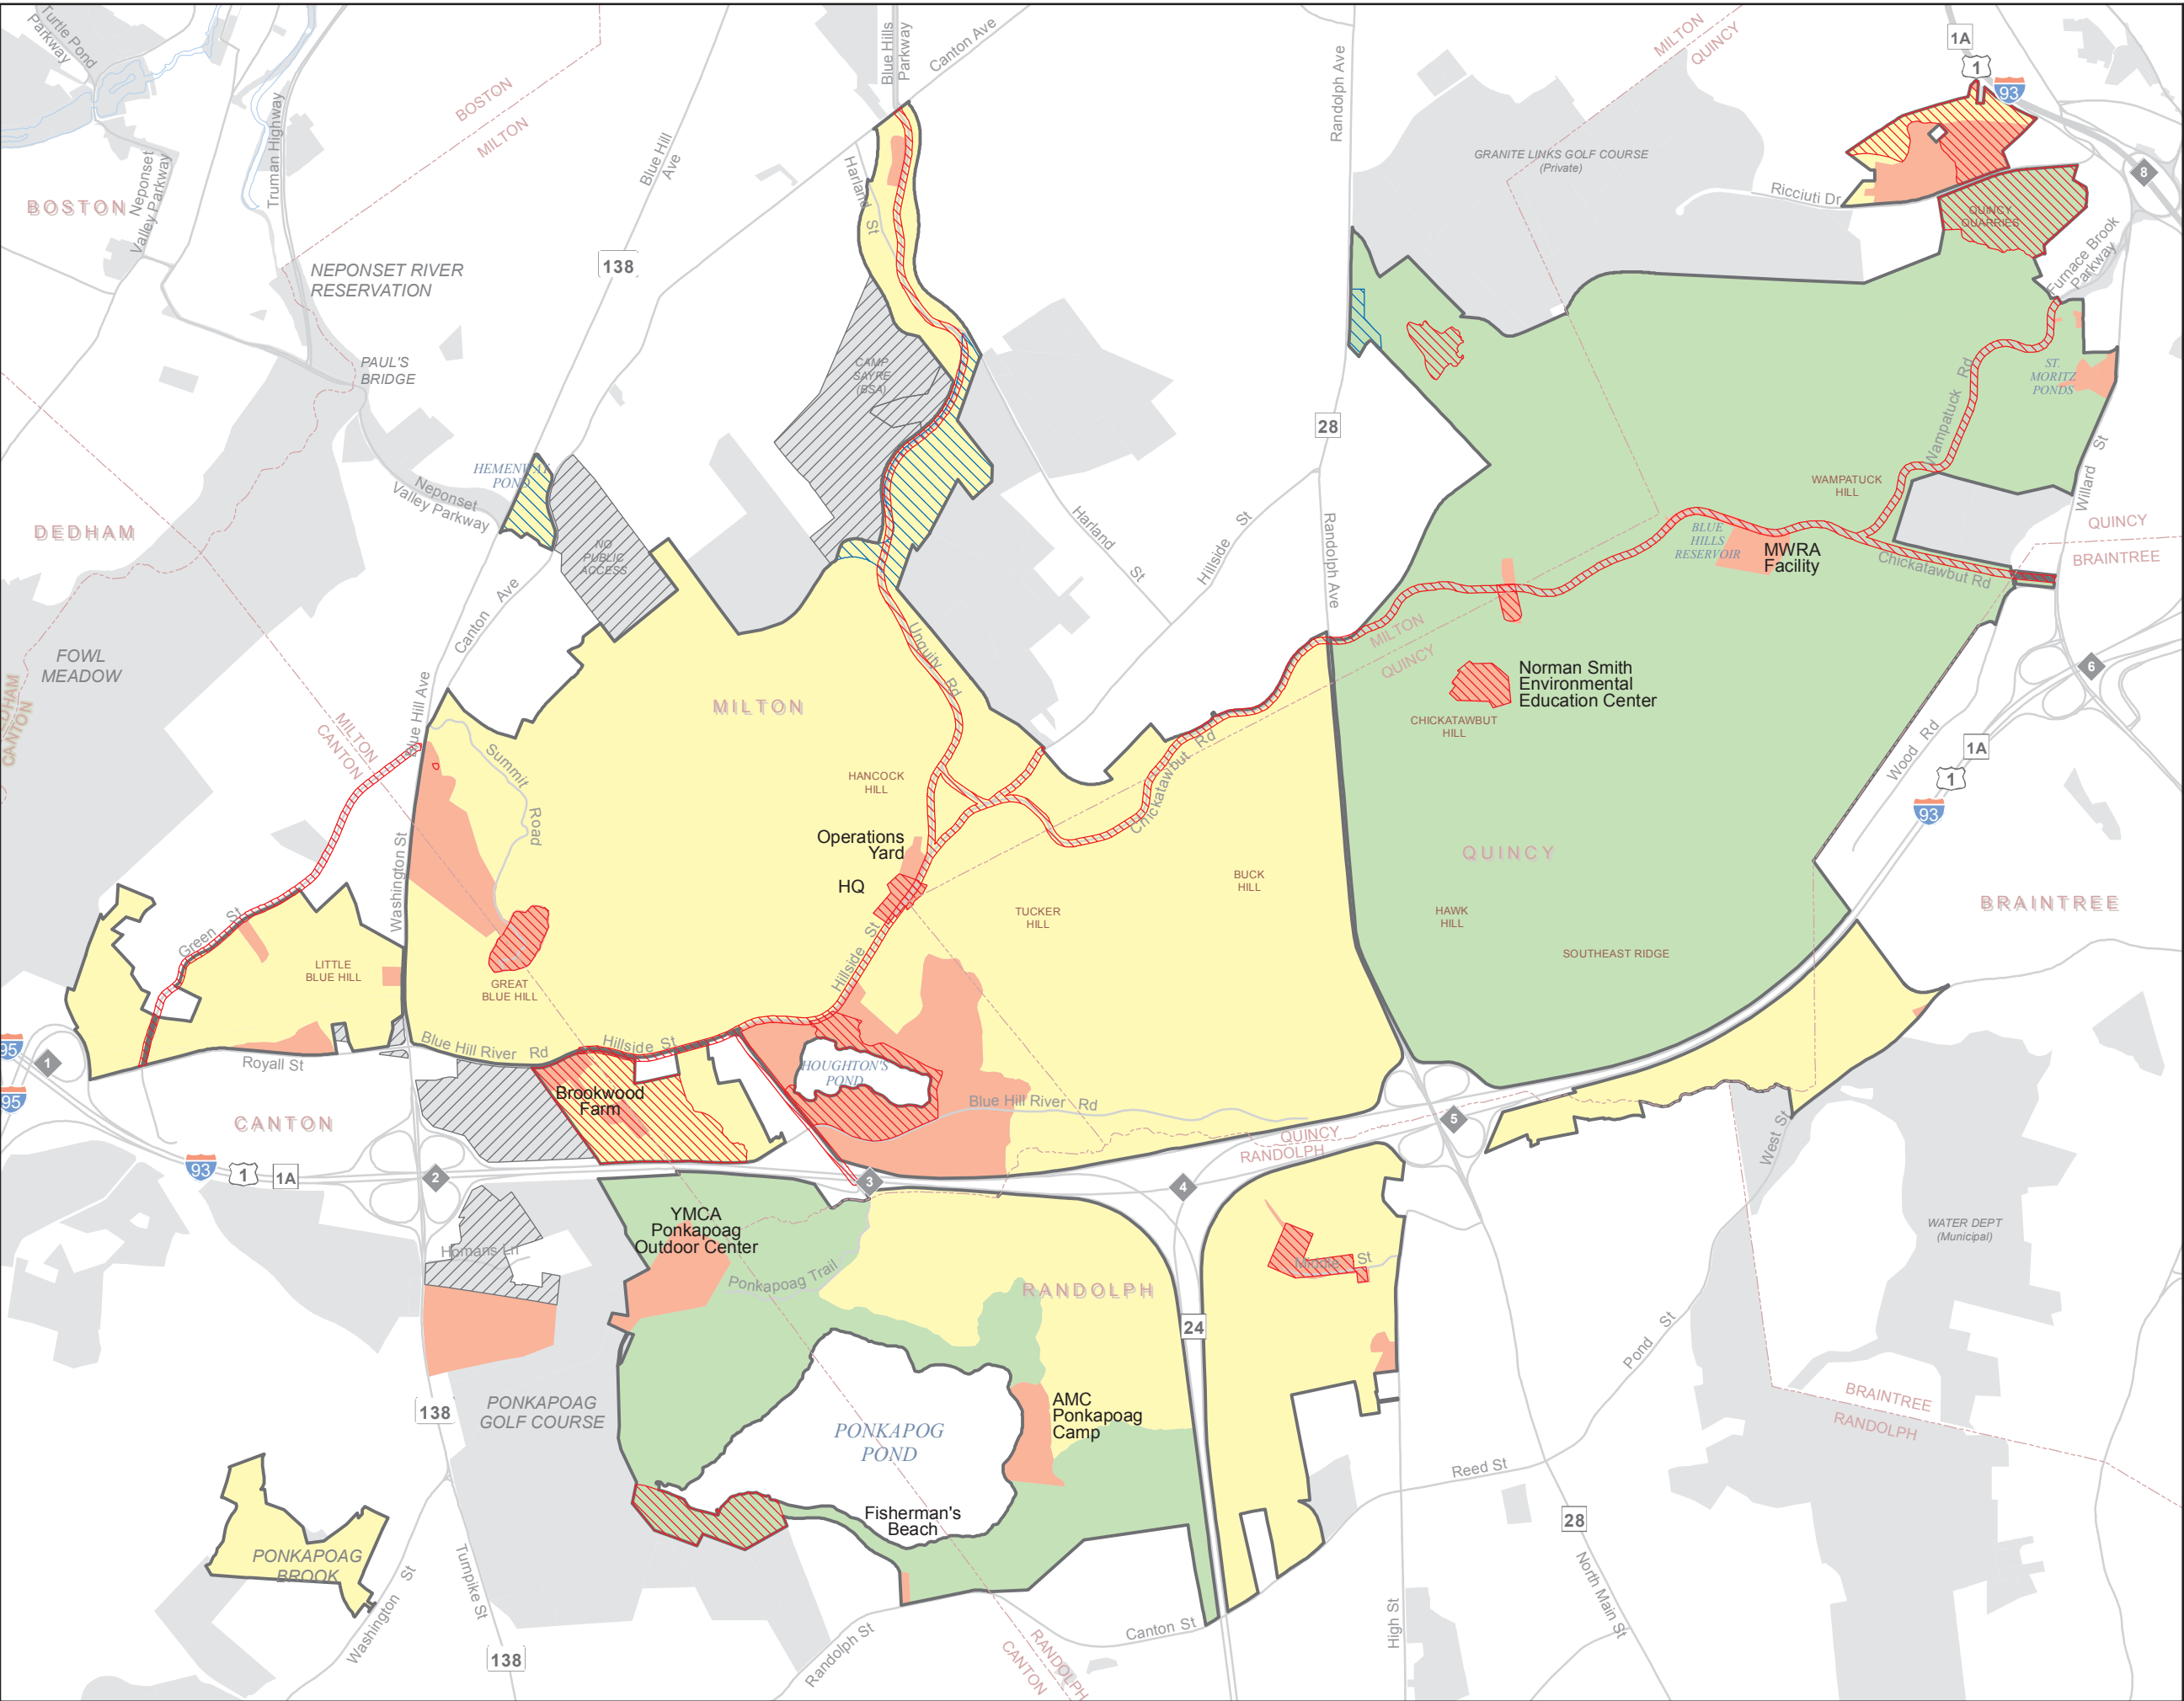 Turtle Pond
Parkway
Neponset
Valley Parkway
Truman Highway
BOSTON
BOSTON
MILTON
Blue Hills
Parkway
Canton Ave
Blue Hill
Ave
138
Harland St
Randolph Ave
MILTON
QUINCY
1A
1
93
8
GRANITE LINKS GOLF COURSE
(Private)
Ricciuti Dr
QUINCY
QUARRIES
Furnace Brook
Parkway
NEPONSET RIVER
RESERVATION
PAUL'S
BRIDGE
CAMP
SAYRE
(BSA)
28
ST.
MORITZ
PONDS
Wampatuck Rd
Willard St
WAMPATUCK
HILL
HEMENWAY
POND
Neponset
Valley Parkway
NO
PUBLIC
ACCESS
Canton Ave
Harland St
Hillside St
Randolph Ave
BLUE
HILLS
RESERVOIR
MWRA
Facility
Chickatawbut Rd
QUINCY
BRAINTREE
DEDHAM
FOWL
MEADOW
DEDHAM
CANTON
MILTON
CANTON
Blue Hill Ave
Summit Road
MILTON
Unquity Rd
MILTON
QUINCY
Norman Smith
Environmental
Education Center
CHICKATAWBUT
HILL
6
Wood Rd
1A
1
93
HANCOCK
HILL
Operations
Yard
HQ
Chickatawbut Rd
QUINCY
BUCK
HILL
TUCKER
HILL
HAWK
HILL
SOUTHEAST RIDGE
BRAINTREE
Washington St
Green St
LITTLE
BLUE HILL
GREAT
BLUE HILL
Hillside St
95
1
95
Royall St
Blue Hill River Rd
Hillside St
HOUGHTON'S
POND
Brookwood
Farm
Blue Hill River Rd
CANTON
93
1
1A
2
3
4
5
QUINCY
RANDOLPH
West St
WATER DEPT
(Municipal)
YMCA
Ponkapoag
Outdoor Center
Homans Ln
Ponkapoag Trail
RANDOLPH
Middle St
24
Pond St
138
PONKAPOAG
GOLF COURSE
PONKAPOG
POND
AMC
Ponkapoag
Camp
BRAINTREE
RANDOLPH
Reed St
Fisherman's
Beach
28
PONKAPOAG
BROOK
Washington St
Turnpike St
138
Randolph St
RANDOLPH
CANTON
Canton St
High St
North Main St